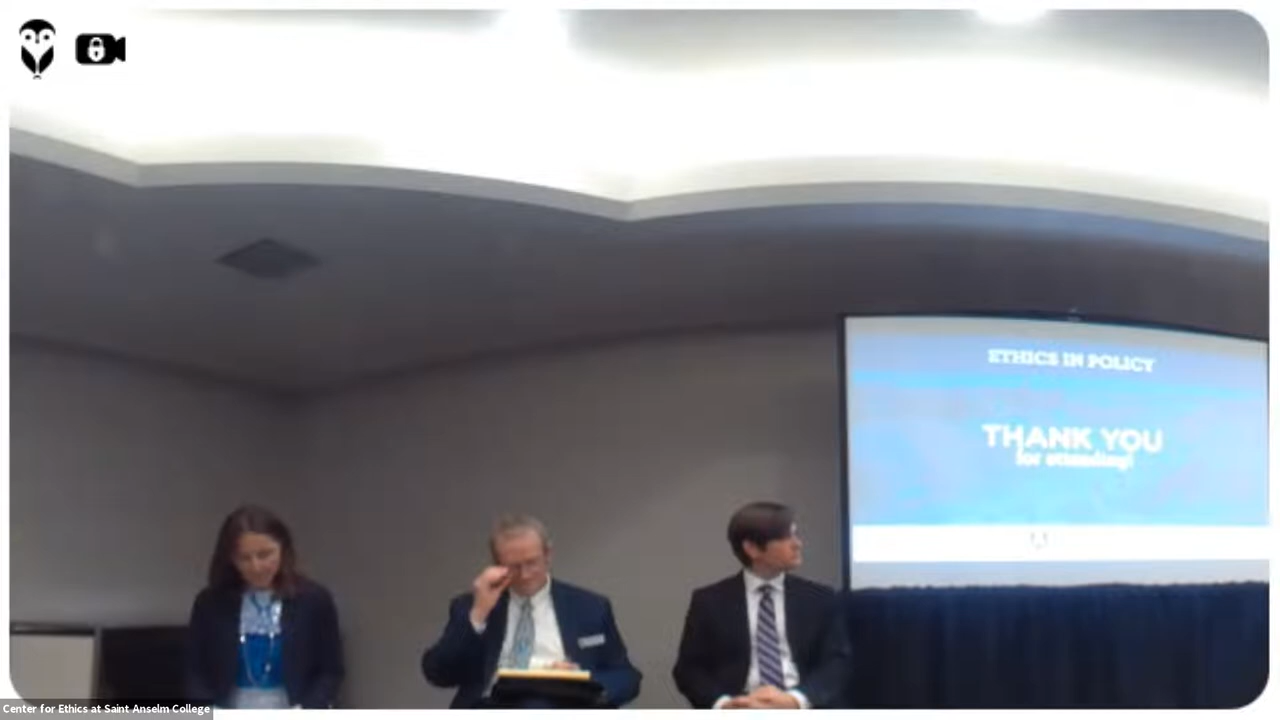 ETHICS IN POLICY
THANK YOU
for attending!
Center for Ethics at Saint Anselm College